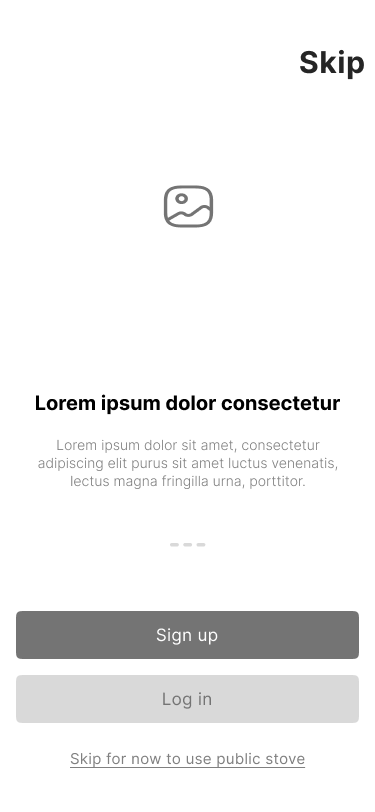 Skip
Lorem ipsum dolor consectetur
Lorem ipsum dolor sit amet, consectetur
adipiscing elit purus sit amet luctus venenatis,
lectus magna fringilla urna, porttitor.
Sign up
Log in
Skip for now to use public stove